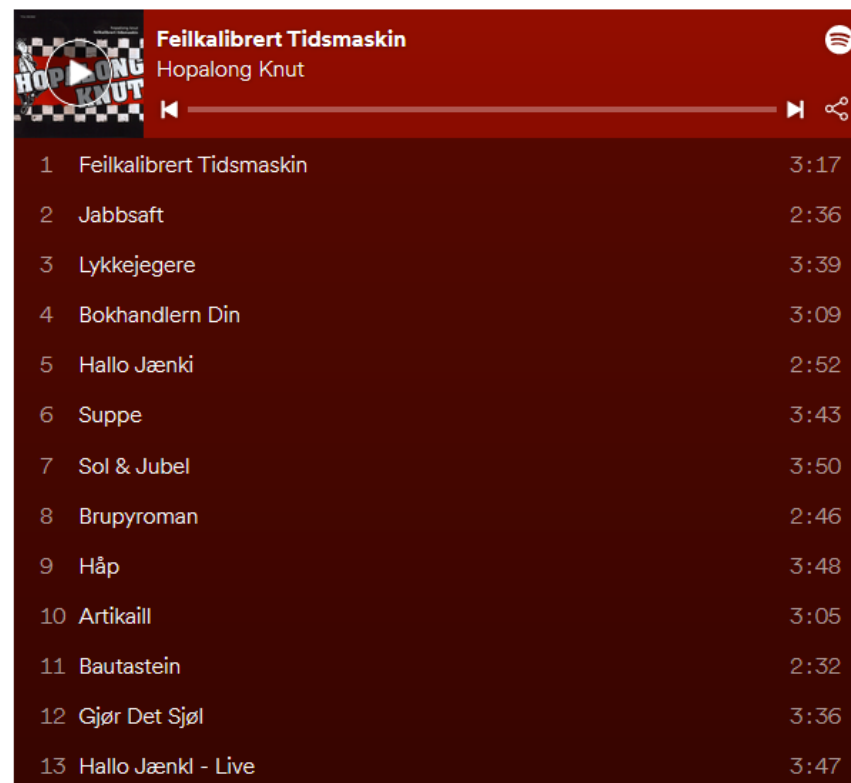 Feilkalibrert Tidsmaskin
Hopalong Knut
HOPALONG
KNUT
1 Feilkalibrert Tidsmaskin 3:17
2 Jabbsaft 2:36
3 Lykkejegere 3:39
4 Bokhandlern Din 3:09
5 Hallo Jænki 2:52
6 Suppe 3:43
7 Sol & Jubel 3:50
8 Brupyroman 2:46
9 Håp 3:48
10 Artikaill 3:05
11 Bautastein 2:32
12 Gjør Det Sjøl 3:36
13 Hallo Jænkl - Live 3:47